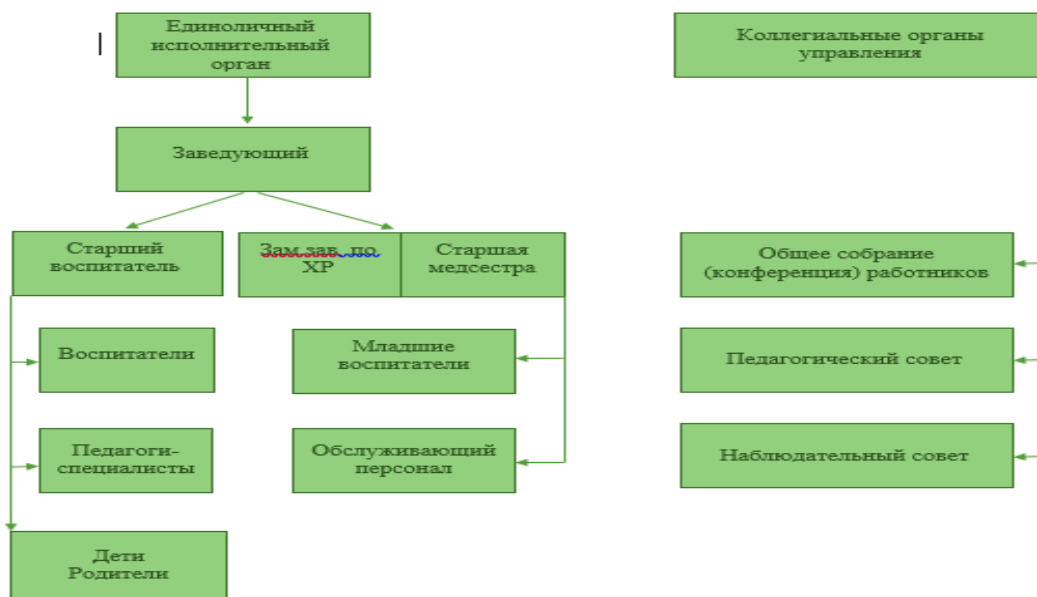 Единоличный
исполнительный
орган
Коллегиальные органы
управления
Заведующий
Старший
воспитатель
Зам зав. по
ХР
Старшая
медсестра
Общее собрание
(конференция) работников
Воспитатели
Младшие
воспитатели
Педагогический совет
Педагоги-
специалисты
Обслуживающий
персонал
Наблюдательный совет
Дети
Родители